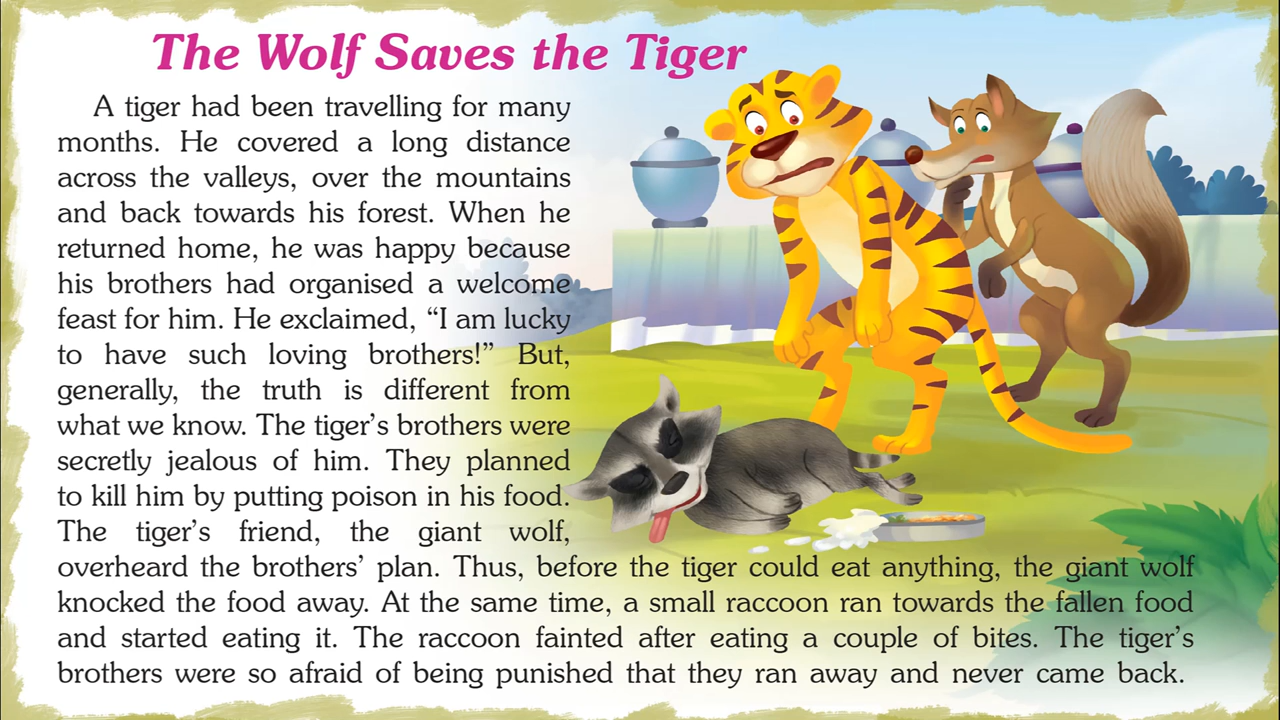 The Wolf Saves the Tiger
A tiger had been travelling for many
months. He covered a long distance
across the valleys, over the mountains
and back towards his forest. When he
returned home, he was happy because
his brothers had organised a welcome
feast for him. He exclaimed, “I am lucky
to have such loving brothers!” But,
generally, the truth is different from
what we know. The tiger’s brothers were
secretly jealous of him. They planned
to kill him by putting poison in his food.
The tiger’s friend, the giant wolf,
overheard the brothers’ plan. Thus, before the tiger could eat anything, the giant wolf
knocked the food away. At the same time, a small raccoon ran towards the fallen food
and started eating it. The raccoon fainted after eating a couple of bites. The tiger’s
brothers were so afraid of being punished that they ran away and never came back.